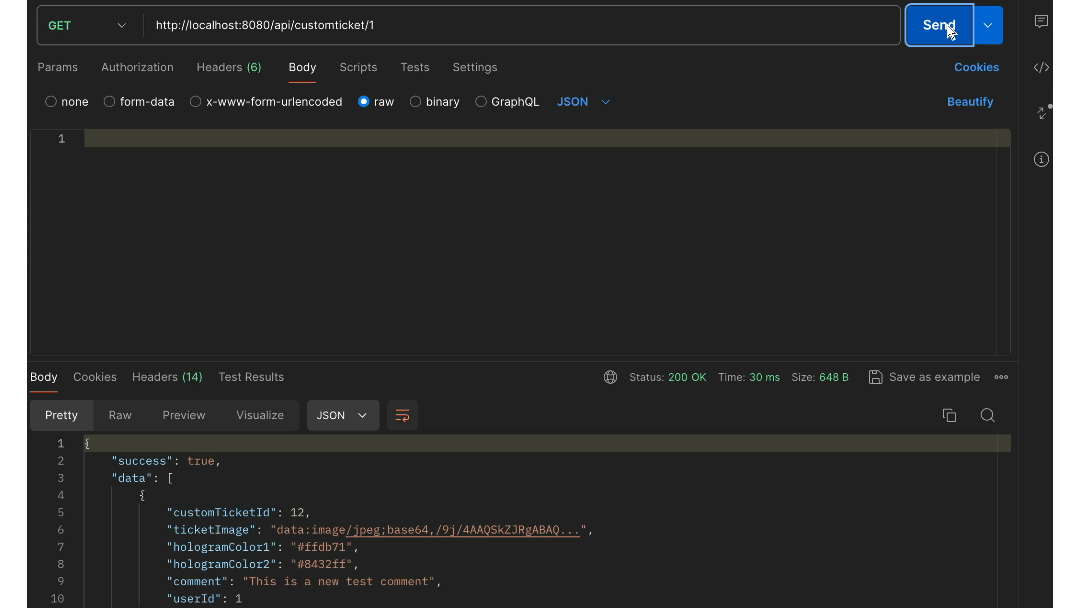 GET http://localhost:8080/api/customticket/1 Send
Params Authorization Headers (6) Body Scripts Tests Settings Cookies
none form-data x-www-form-urlencoded raw binary GraphQL JSON Beautify
1
Body Cookies Headers (14) Test Results Status: 200 OK Time: 30 ms Size: 648 B Save as example
Pretty Raw Preview Visualize JSON
1 {
2 "success": true,
3 "data": [
4 {
5 "customTicketId": 12,
6 "ticketImage": "data:image/jpeg;base64,/9j/4AAQSkZJRgABAQ...",
7 "hologramColor1": "#ffdb71",
8 "hologramColor2": "#8432ff",
9 "comment": "This is a new test comment",
10 "userId": 1